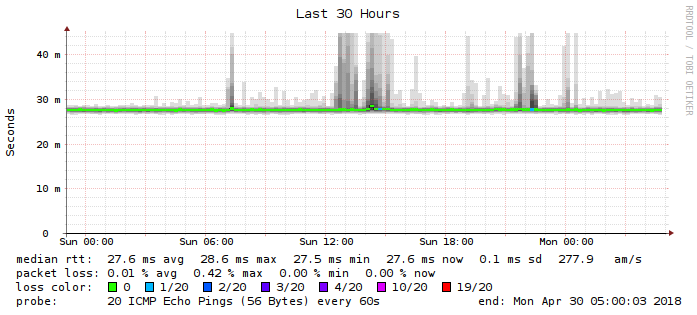 Last 30 Hours
RRDTOOL / TOBI OETIKER
Seconds
40 m
30 m
20 m
10 m
0
Sun 00:00 Sun 06:00 Sun 12:00 Sun 18:00 Mon 00:00
median rtt: 27.6 ms avg 28.6 ms max 27.5 ms min 27.6 ms now 0.1 ms sd 277.9 am/s
packet loss: 0.01 % avg 0.42 % max 0.00 % min 0.00 % now
loss color: 0 1/20 2/20 3/20 4/20 10/20 19/20
probe: 20 ICMP Echo Pings (56 Bytes) every 60s end: Mon Apr 30 05:00:03 2018